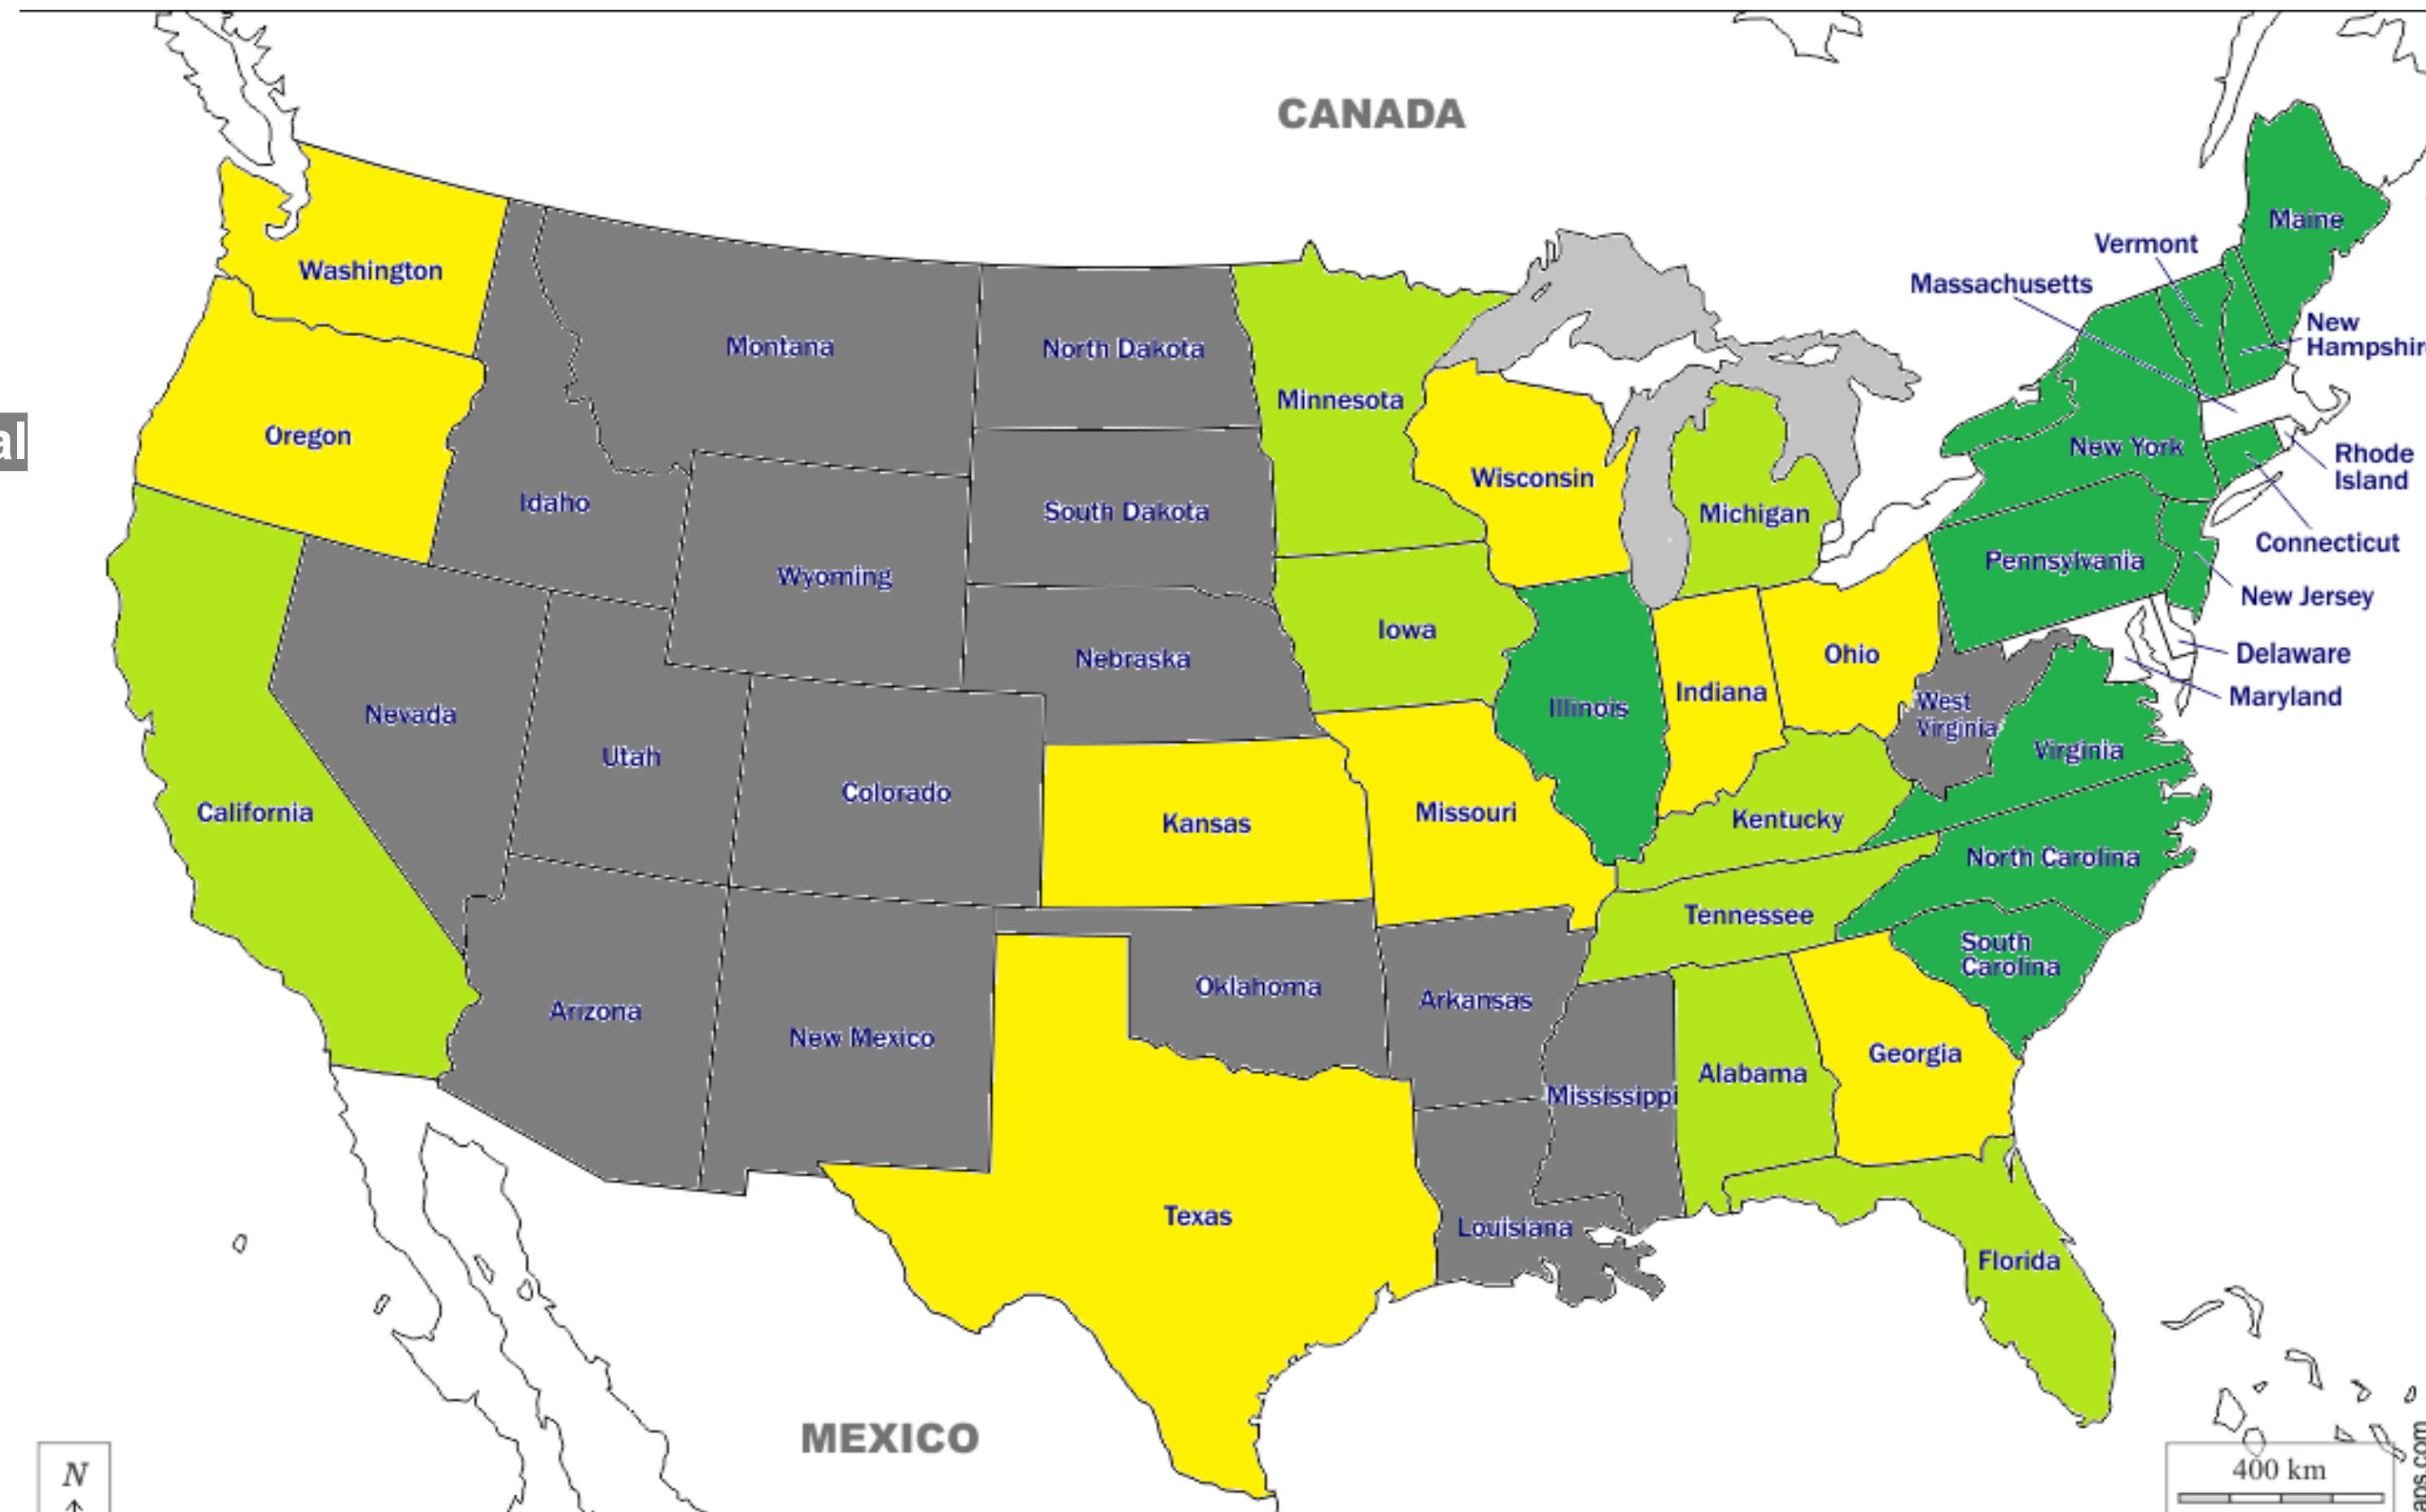 CANADA
Maine
Vermont
Massachusetts
Washington
New
Hampshir
Montana
North Dakota
Minnesota
Oregon
al
New York
Rhode
Island
Wisconsin
Idaho
South Dakota
Michigan
Connecticut
Pennsylvania
Wyoming
New Jersey
Iowa
Nebraska
Ohio
Delaware
Indiana
Maryland
Illinois
West
Virginia
Nevada
Utah
Virginia
Colorado
California
Kansas
Missouri
Kentucky
North Carolina
Tennessee
South
Carolina
Oklahoma
Arkansas
Arizona
New Mexico
Georgia
Alabama
Mississippi
Texas
Louisiana
Florida
MEXICO
N
400 km
aps.com